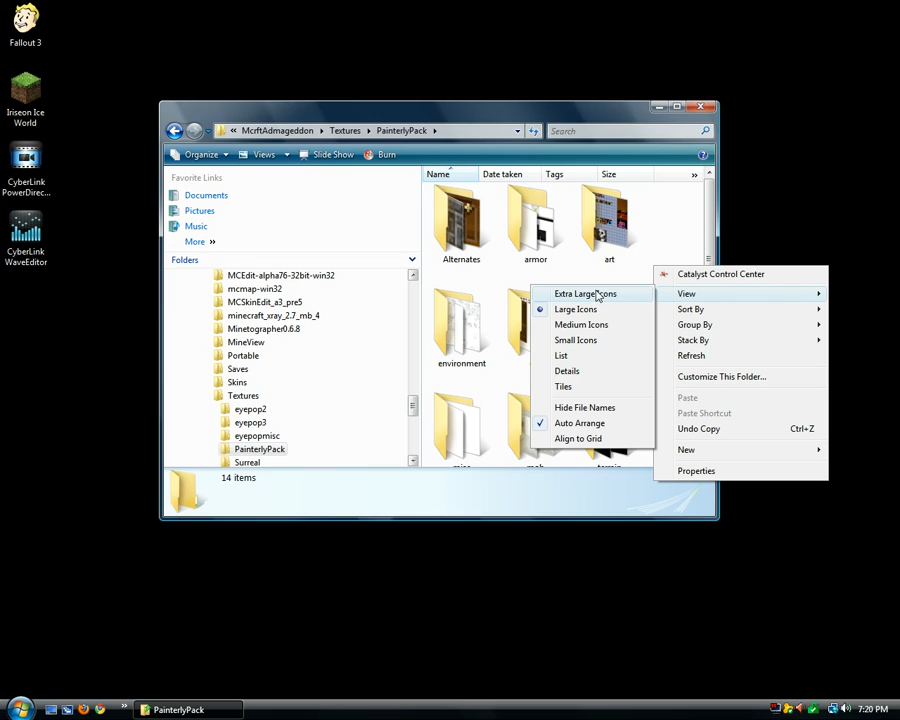 Fallout 3
Iriseon Ice
World
CyberLink
PowerDirec...
CyberLink
WaveEditor
« McrftAdmageddon Textures PainterlyPack
Search
Organize Views Slide Show Burn
Favorite Links
Documents
Pictures
Music
More »
Folders
MCEdit-alpha76-32bit-win32
mcmap-win32
MCSkinEdit_a3_pre5
minecraft_xray_2.7_mb_4
Minetographer0.6.8
MineView
Portable
Saves
Skins
Textures
eyepop2
eyepop3
eyepopmisc
PainterlyPack
Surreal
Name Date taken Tags Size »
Alternates armor art
environment
misc mob terrain
Extra Large Icons
Large Icons
Medium Icons
Small Icons
List
Details
Tiles
Hide File Names
Auto Arrange
Align to Grid
Catalyst Control Center
View
Sort By
Group By
Stack By
Refresh
Customize This Folder...
Paste
Paste Shortcut
Undo Copy Ctrl+Z
New
Properties
14 items
» PainterlyPack 7:20 PM